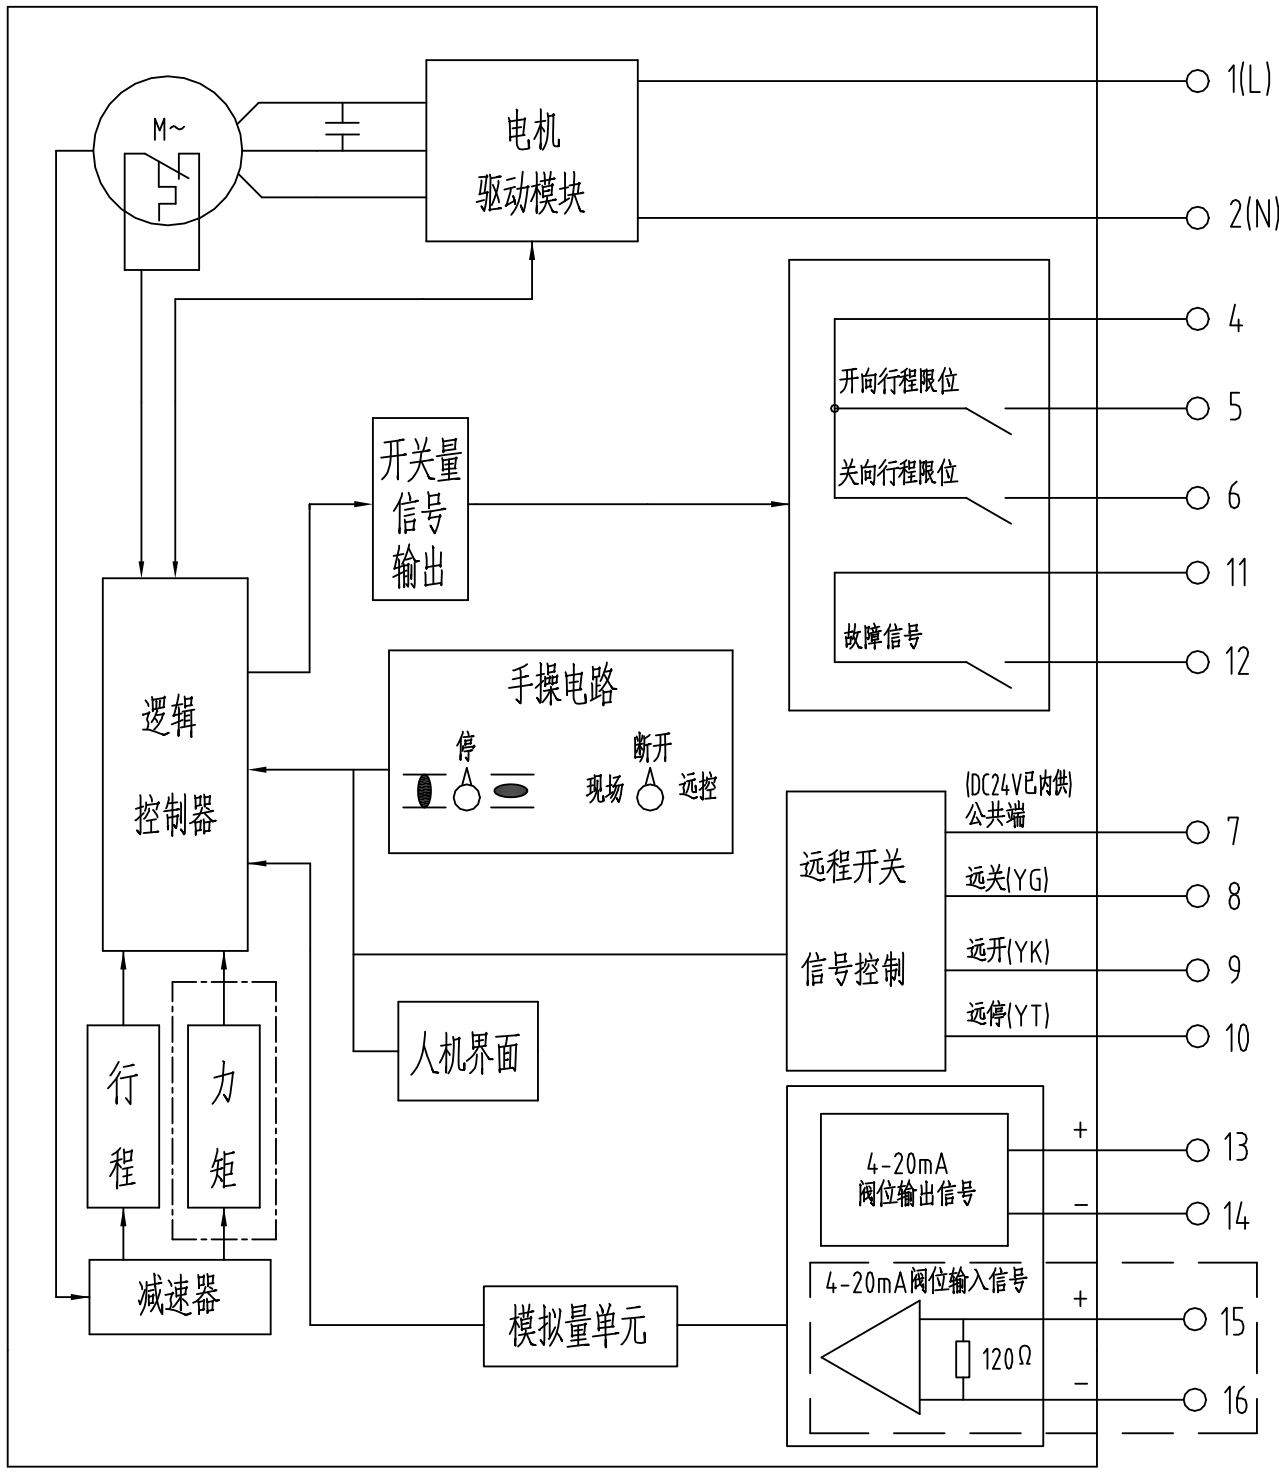 M~
电机
驱动模块
1(L)
2(N)
4
开向行程限位
5
关向行程限位
6
11
故障信号
12
开关量
信号
输出
逻辑
控制器
手操电路
停
断开
现场
远控
(DC24V已内供)
公共端
7
远程开关
信号控制
远关(YG)
8
远开(YK)
9
远停(YT)
10
人机界面
行
程
力
矩
减速器
模拟量单元
4-20mA
阀位输出信号
+
13
-
14
4-20mA阀位输入信号
+
15
120Ω
-
16